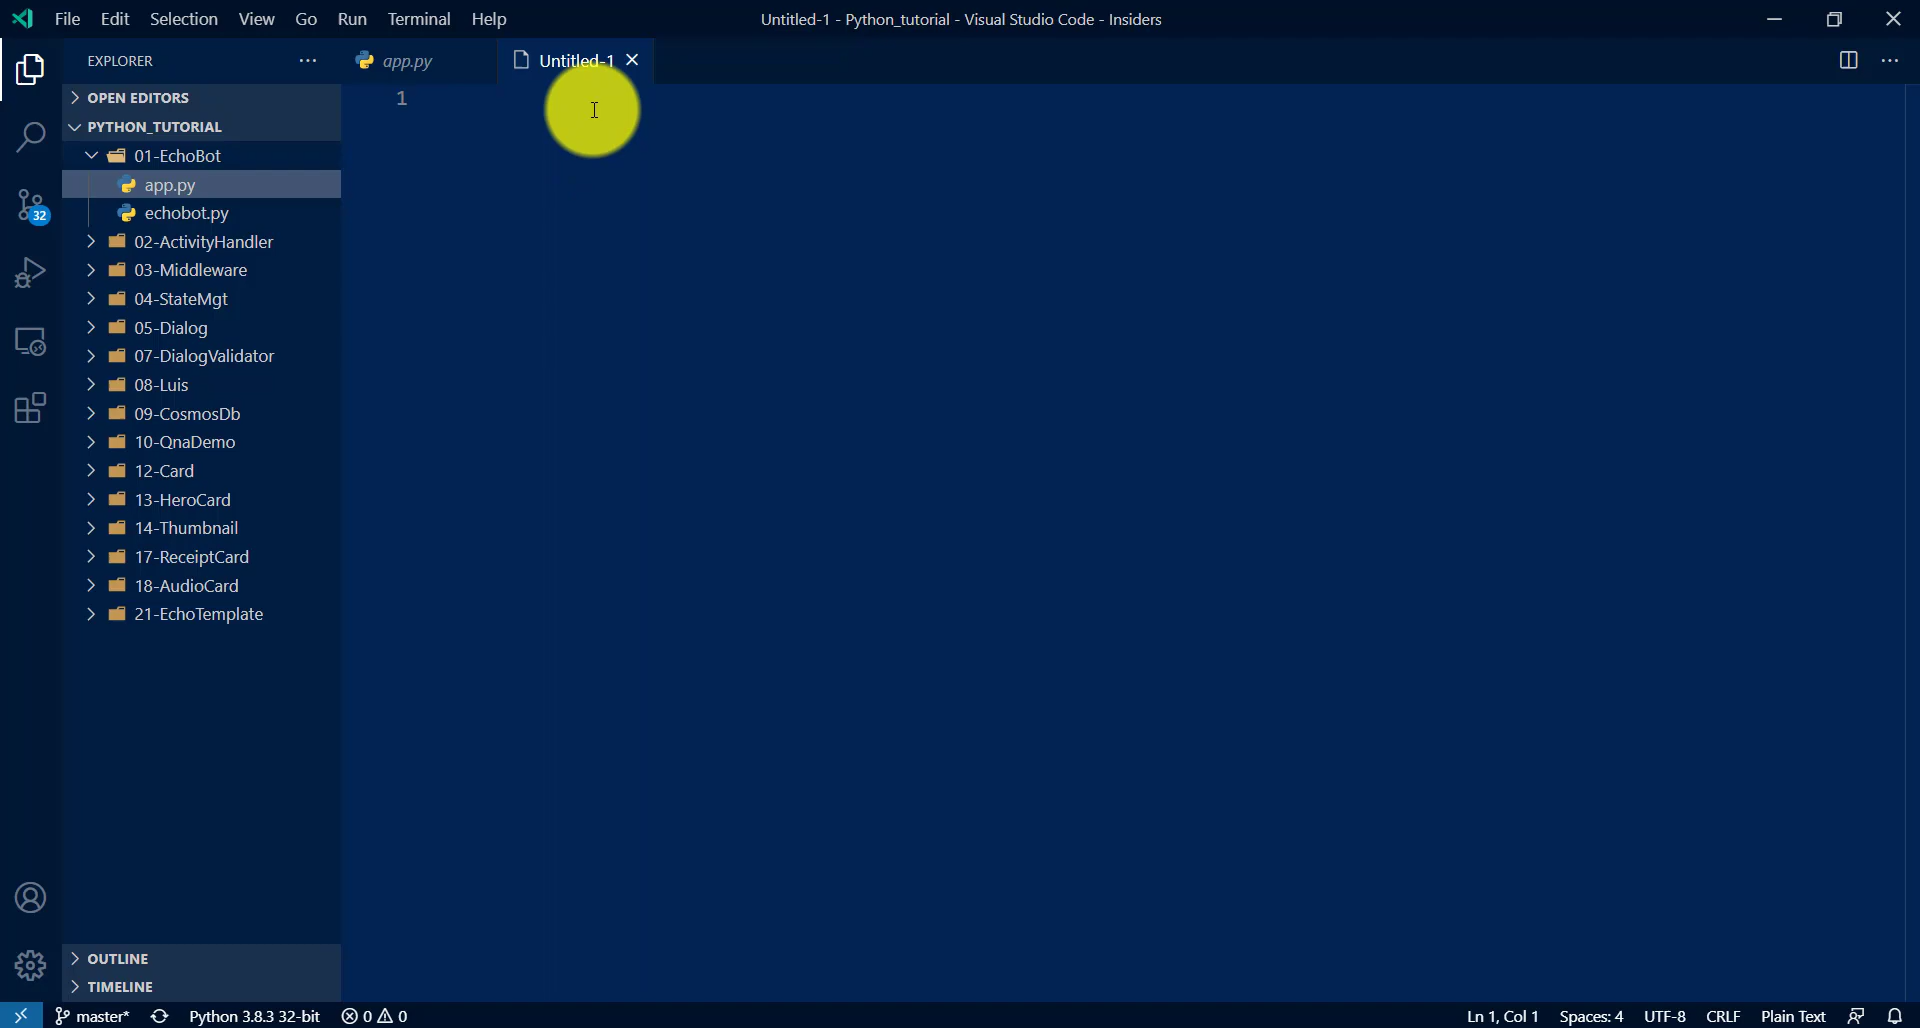 File Edit Selection View Go Run Terminal Help
Untitled-1 - Python_tutorial - Visual Studio Code - Insiders
EXPLORER
app.py
Untitled-1
OPEN EDITORS
1
PYTHON_TUTORIAL
01-EchoBot
app.py
echobot.py
32
02-ActivityHandler
03-Middleware
04-StateMgt
05-Dialog
07-DialogValidator
08-Luis
09-CosmosDb
10-QnaDemo
12-Card
13-HeroCard
14-Thumbnail
17-ReceiptCard
18-AudioCard
21-EchoTemplate
OUTLINE
TIMELINE
master* Python 3.8.3 32-bit 0 0 Ln 1, Col 1 Spaces: 4 UTF-8 CRLF Plain Text